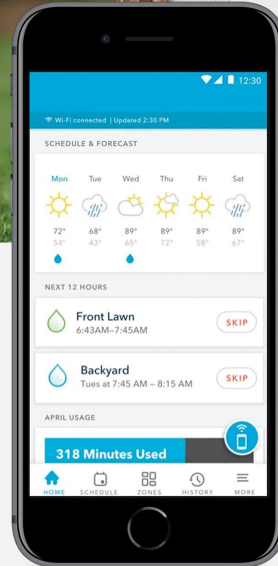 12:30
Wi-Fi connected | Updated 2:30 PM
SCHEDULE & FORECAST
Mon Tue Wed Thu Fri Sat
72° 68° 89° 89° 89° 89°
54° 43° 65° 72° 58° 67°
NEXT 12 HOURS
Front Lawn
6:43AM–7:45AM
SKIP
Backyard
Tues at 7:45 AM – 8:15 AM
SKIP
APRIL USAGE
318 Minutes Used
HOME SCHEDULE ZONES HISTORY MORE